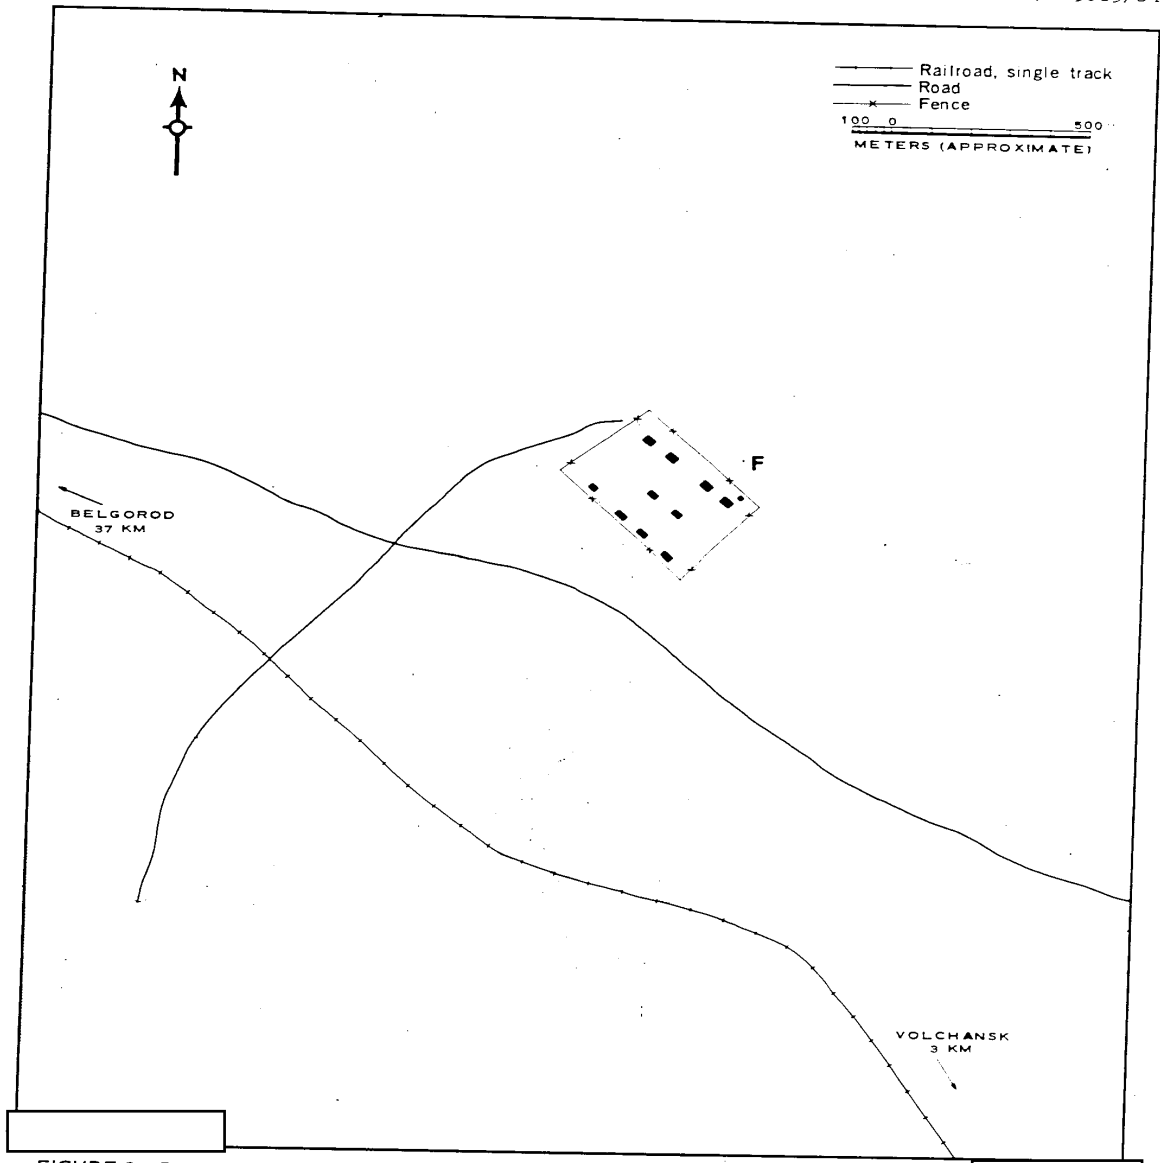 N
Railroad, single track
Road
Fence
100 0 500
METERS (APPROXIMATE)
F
BELGOROD
37 KM
VOLCHANSK
3 KM